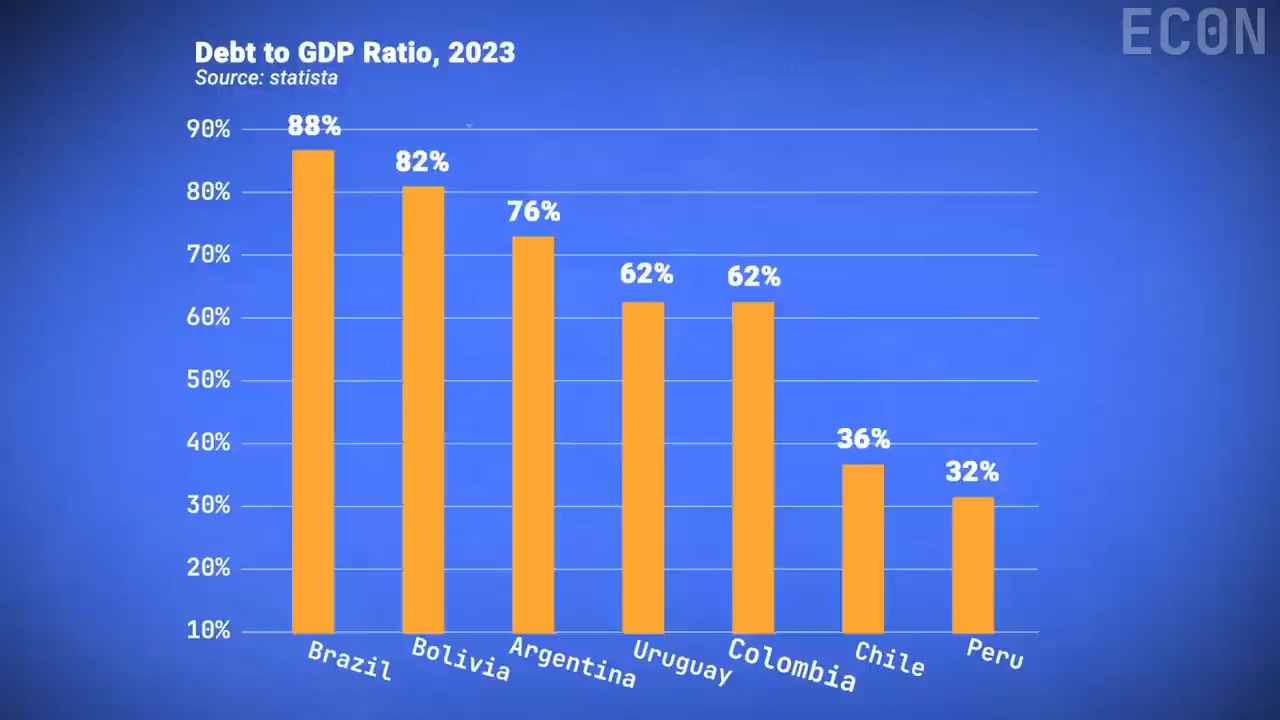 ECON
Debt to GDP Ratio, 2023
Source: statista
90%
80%
70%
60%
50%
40%
30%
20%
10%
88%
82%
76%
62%
62%
36%
32%
Brazil
Bolivia
Argentina
Uruguay
Colombia
Chile
Peru